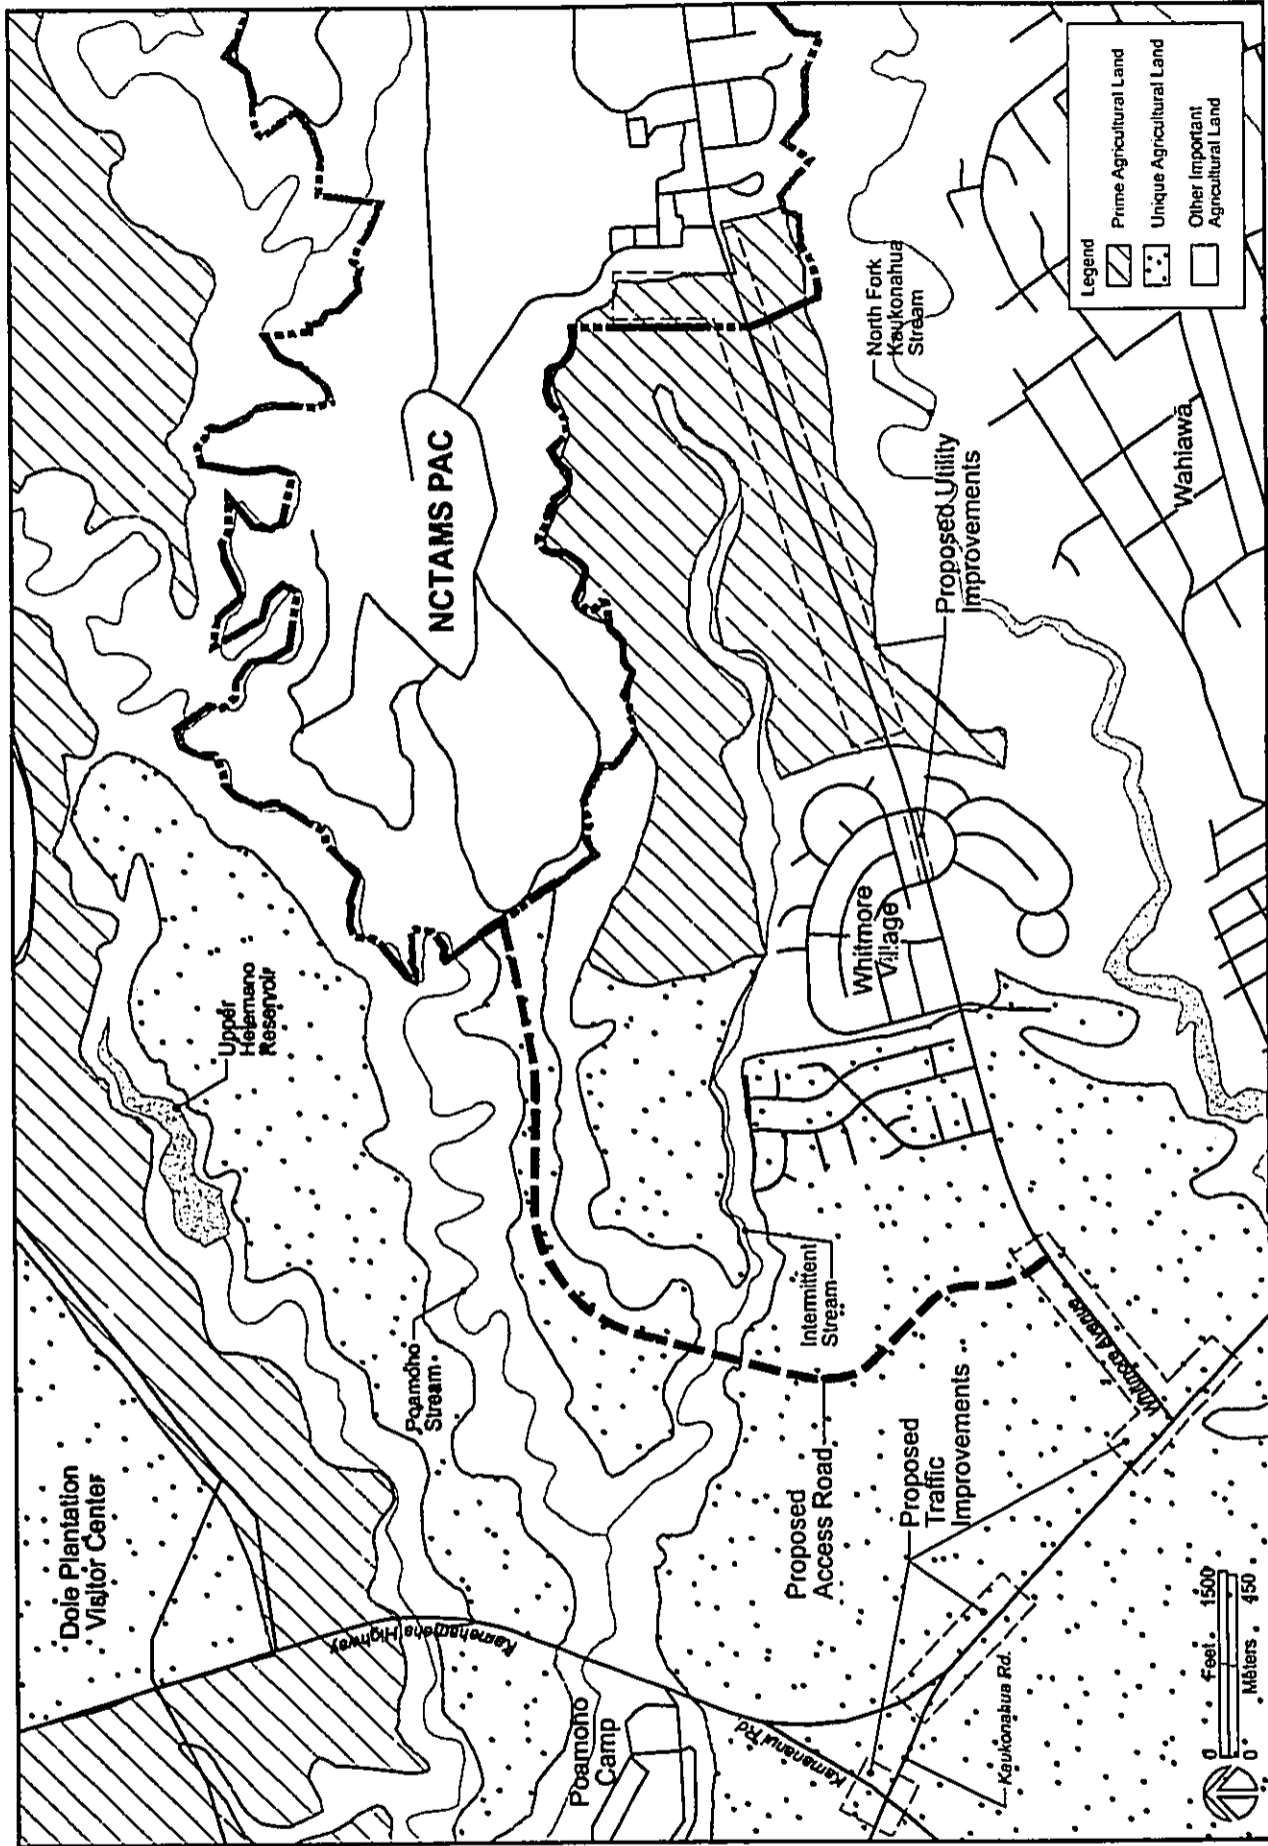 Dole Plantation
Visitor Center
Upper
Helemano
Reservoir
NCTAMS PAC
Poamoho
Stream
Kamehameha Highway
Poamoho
Camp
Intermittent
Stream
Whitmore
Village
Proposed Utility
Improvements
North Fork
Kaukonahua
Stream
Wahiawa
Proposed
Access Road
Proposed
Traffic
Improvements
Whitmore Avenue
Kamananui Rd.
Kaukonahua Rd.
0 Feet 1500
0 Meters 450
Legend
Prime Agricultural Land
Unique Agricultural Land
Other Important
Agricultural Land